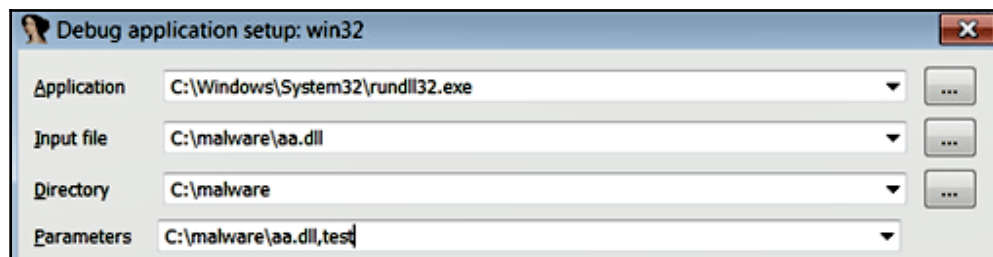 Debug application setup: win32
Application C:\Windows\System32\rundll32.exe ...
Input file C:\malware\aa.dll ...
Directory C:\malware ...
Parameters C:\malware\aa.dll,test